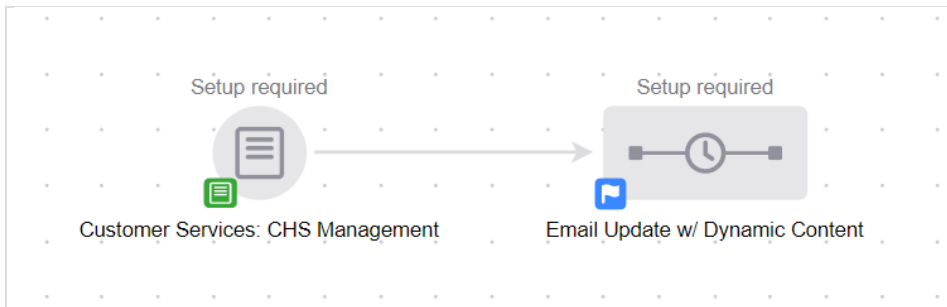 Setup required
Setup required
Customer Services: CHS Management
Email Update w/ Dynamic Content